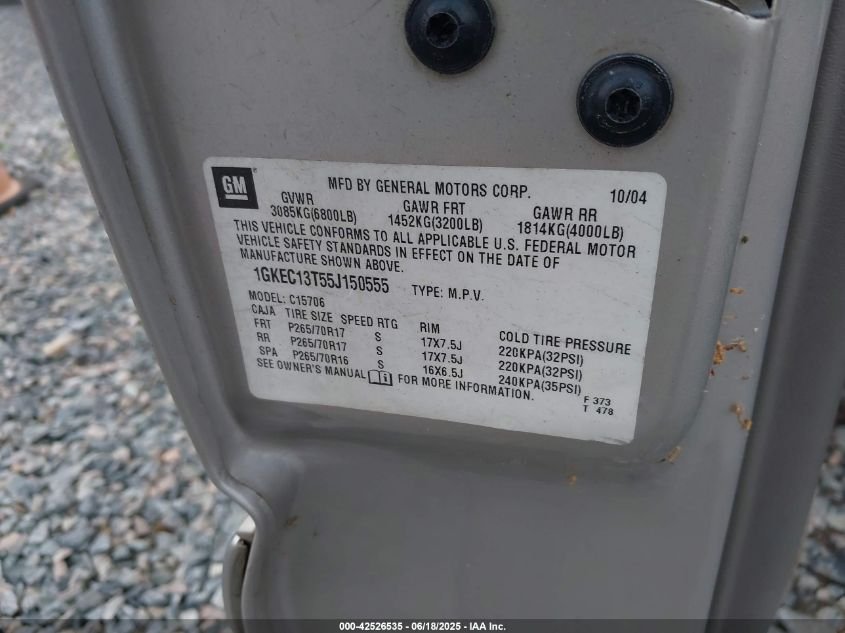 GM
MFD BY GENERAL MOTORS CORP. 10/04
GVWR GAWR FRT GAWR RR
3085KG(6800LB) 1452KG(3200LB) 1814KG(4000LB)
THIS VEHICLE CONFORMS TO ALL APPLICABLE U.S. FEDERAL MOTOR
VEHICLE SAFETY STANDARDS IN EFFECT ON THE DATE OF
MANUFACTURE SHOWN ABOVE.
1GKEC13T55J150555 TYPE: M.P.V.
MODEL: C15706
CAJA TIRE SIZE SPEED RTG RIM COLD TIRE PRESSURE
FRT P265/70R17 S 17X7.5J 220KPA(32PSI)
RR P265/70R17 S 17X7.5J 220KPA(32PSI)
SPA P265/70R16 S 16X6.5J 240KPA(35PSI)
SEE OWNER'S MANUAL FOR MORE INFORMATION.
F 373
T 478
000-42526535 - 06/18/2025 - IAA Inc.